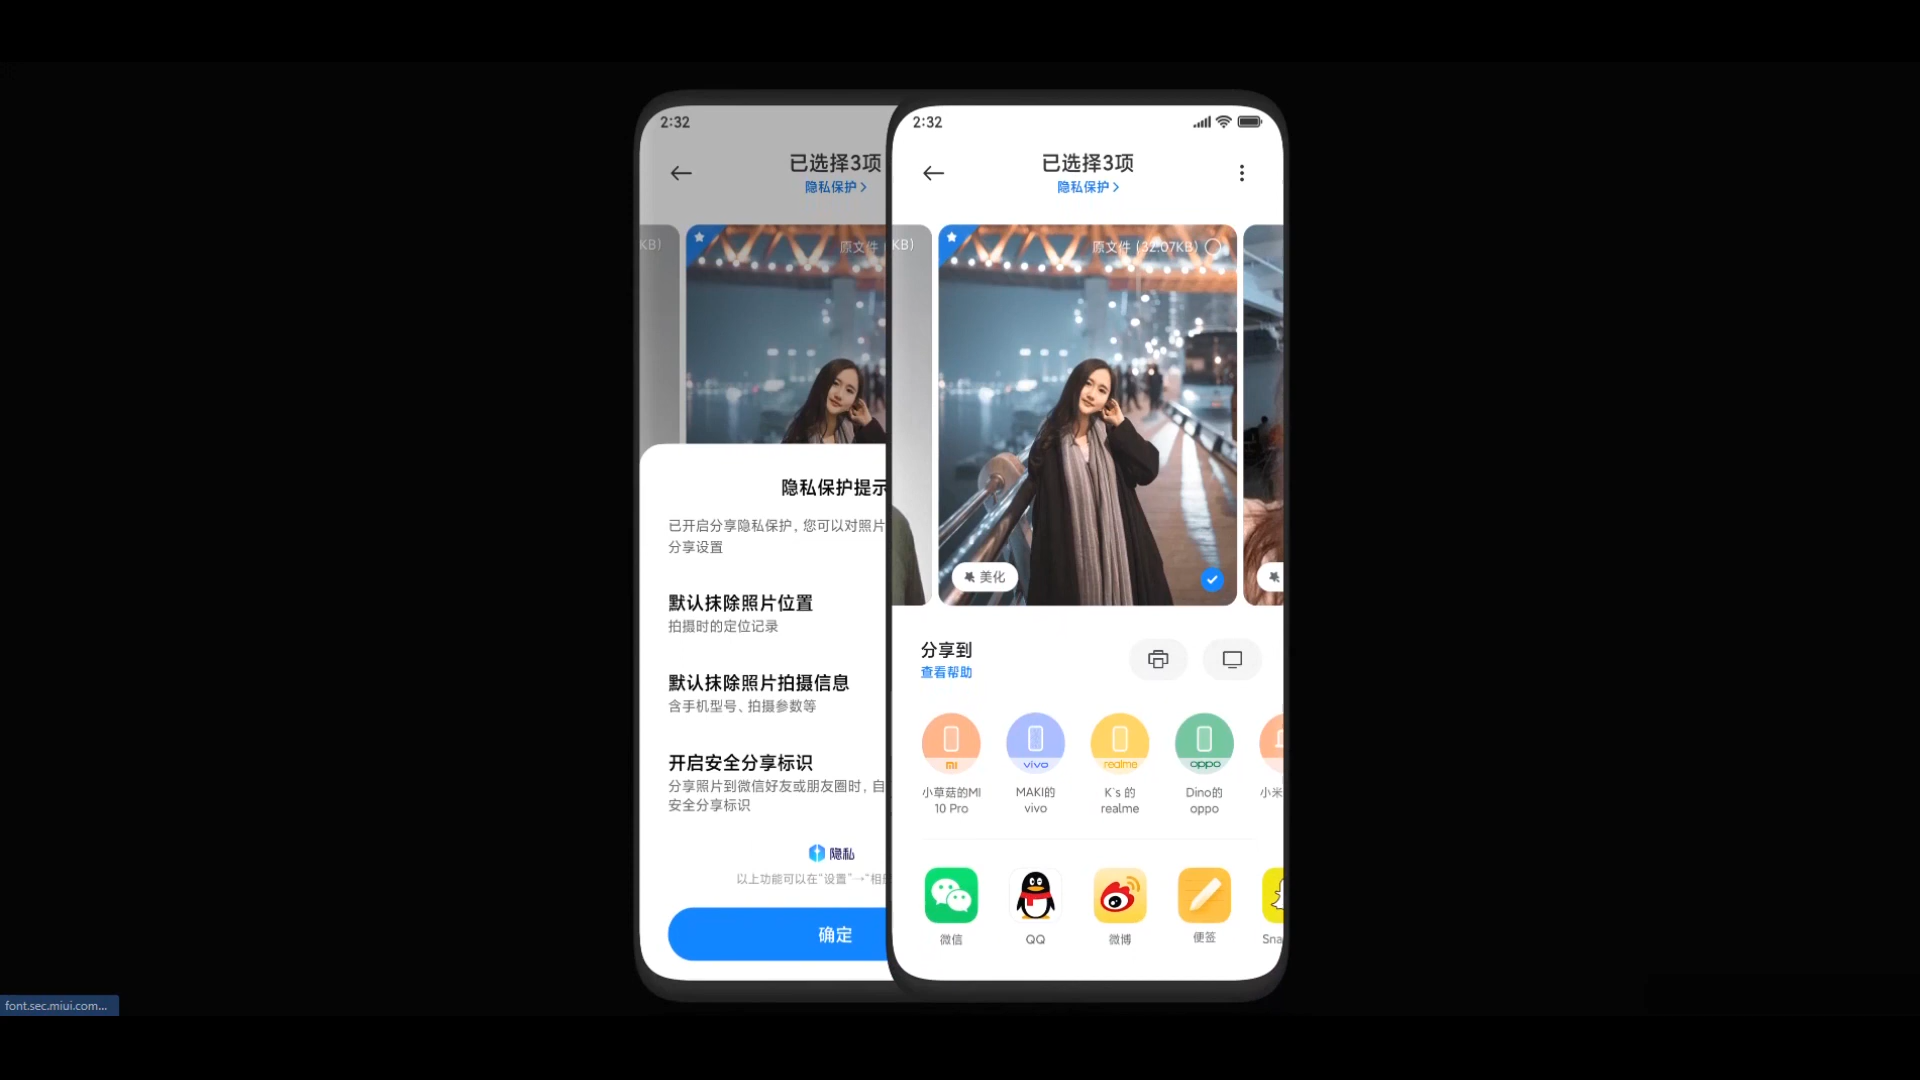 2:32
已选择3项
隐私保护
KB)
原文件 (
隐私保护提示
已开启分享隐私保护，您可以对照片
分享设置
默认抹除照片位置
拍摄时的定位记录
默认抹除照片拍摄信息
含手机型号、拍摄参数等
开启安全分享标识
分享照片到微信好友或朋友圈时，自
安全分享标识
隐私
以上功能可以在“设置”→“相册
确定
2:32
已选择3项
隐私保护
KB)
原文件 (32.07KB)
美化
分享到
查看帮助
mi
vivo
realme
oppo
小草菇的MI
10 Pro
MAKI的
vivo
K`s 的
realme
Dino的
oppo
小米
微信
QQ
微博
便签
Sna
font.sec.miui.com...